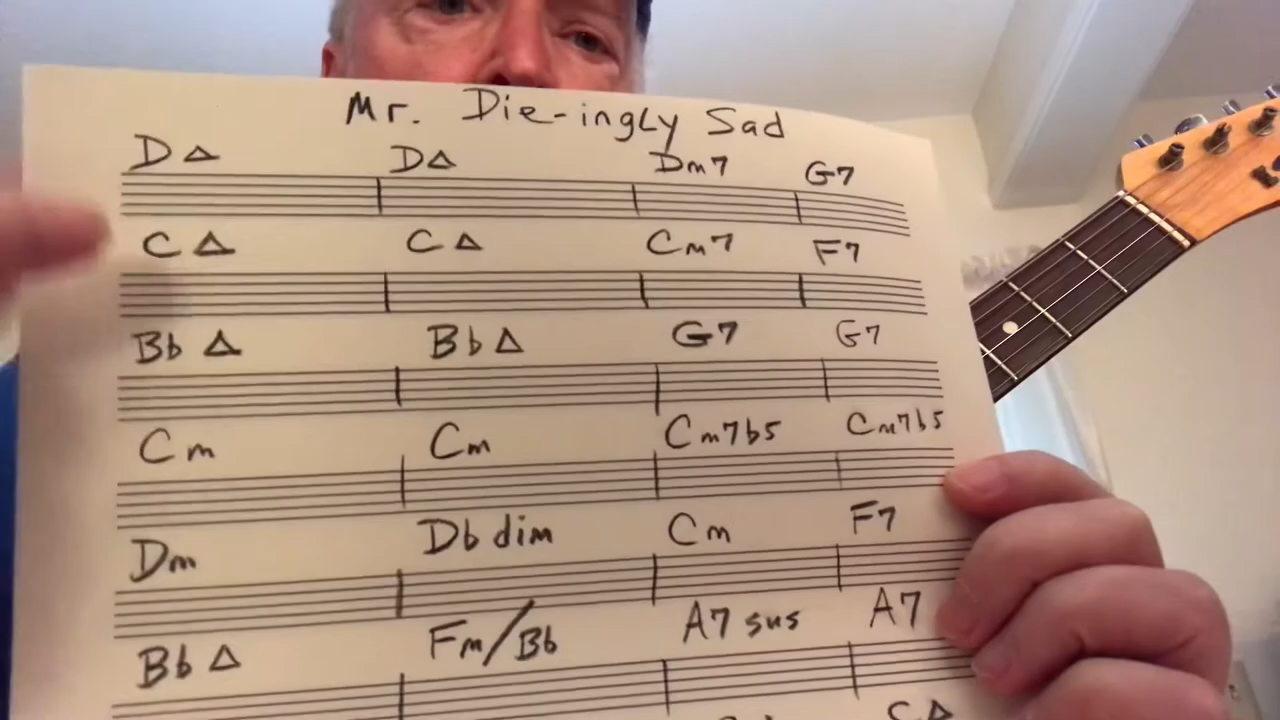 Mr. Die-ingly Sad
D△ D△ Dm7 G7
C△ C△ Cm7 F7
Bb△ Bb△ G7 G7
Cm Cm Cm7b5 Cm7b5
Dm Db dim Cm F7
Bb△ Fm/Bb A7 sus A7
C△